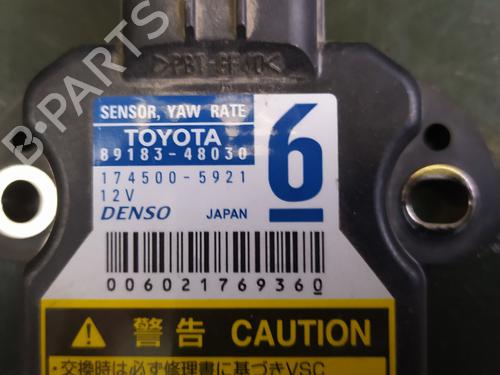 >PBT-GF40<
SENSOR, YAW RATE
TOYOTA
89183-48030
174500-5921
12V
DENSO JAPAN
6
006021769360
警告 CAUTION
・交換時は必ず修理書に基づきVSC
B-PARTS